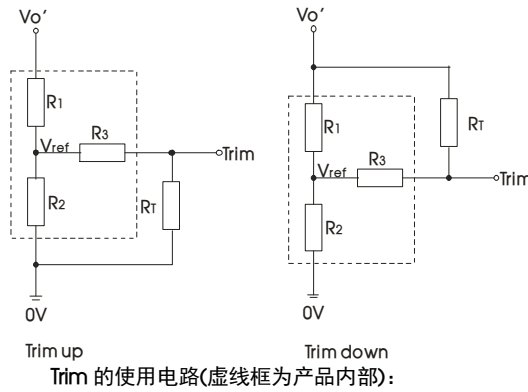 Vo'
R1
Vref
R3
Trim
R2
RT
0V
Trim up
Vo'
R1
RT
Vref
R3
Trim
R2
0V
Trim down
Trim 的使用电路(虚线框为产品内部):